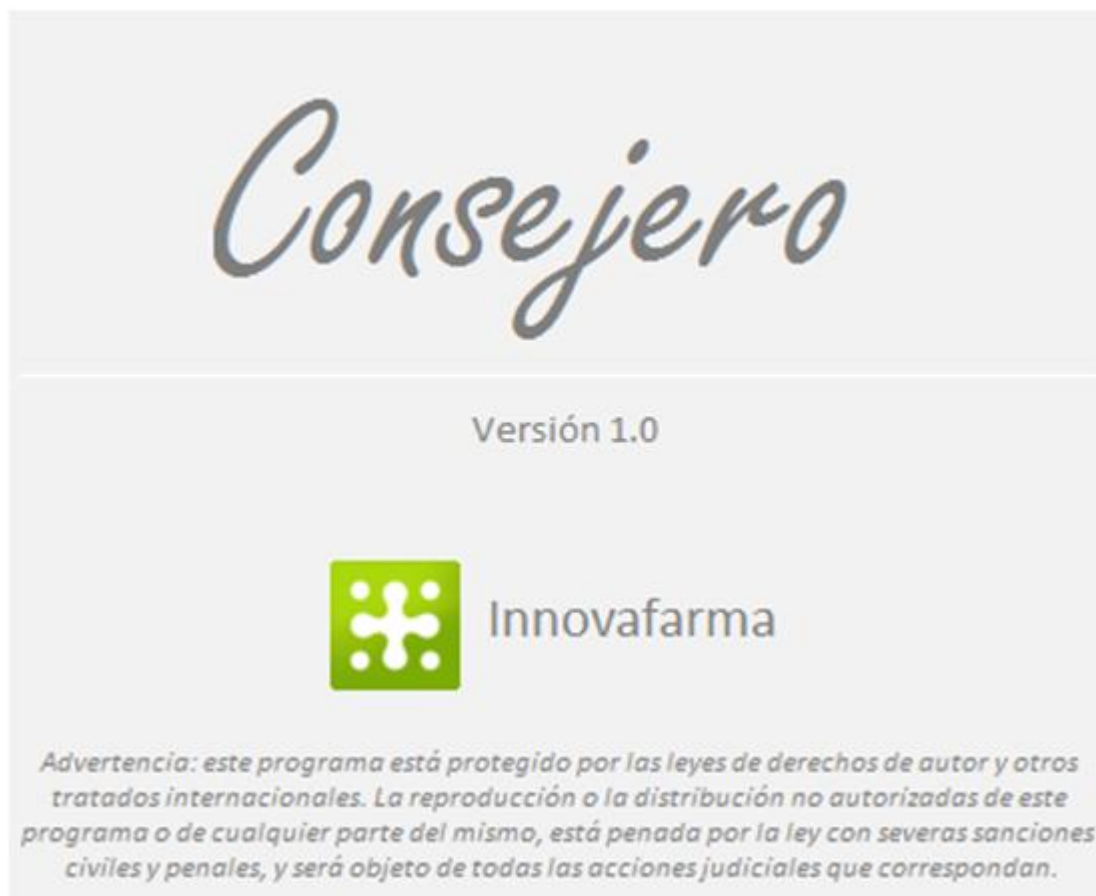 Consejero
Versión 1.0
Innovafarma
Advertencia: este programa está protegido por las leyes de derechos de autor y otros
tratados internacionales. La reproducción o la distribución no autorizadas de este
programa o de cualquier parte del mismo, está penada por la ley con severas sanciones
civiles y penales, y será objeto de todas las acciones judiciales que correspondan.